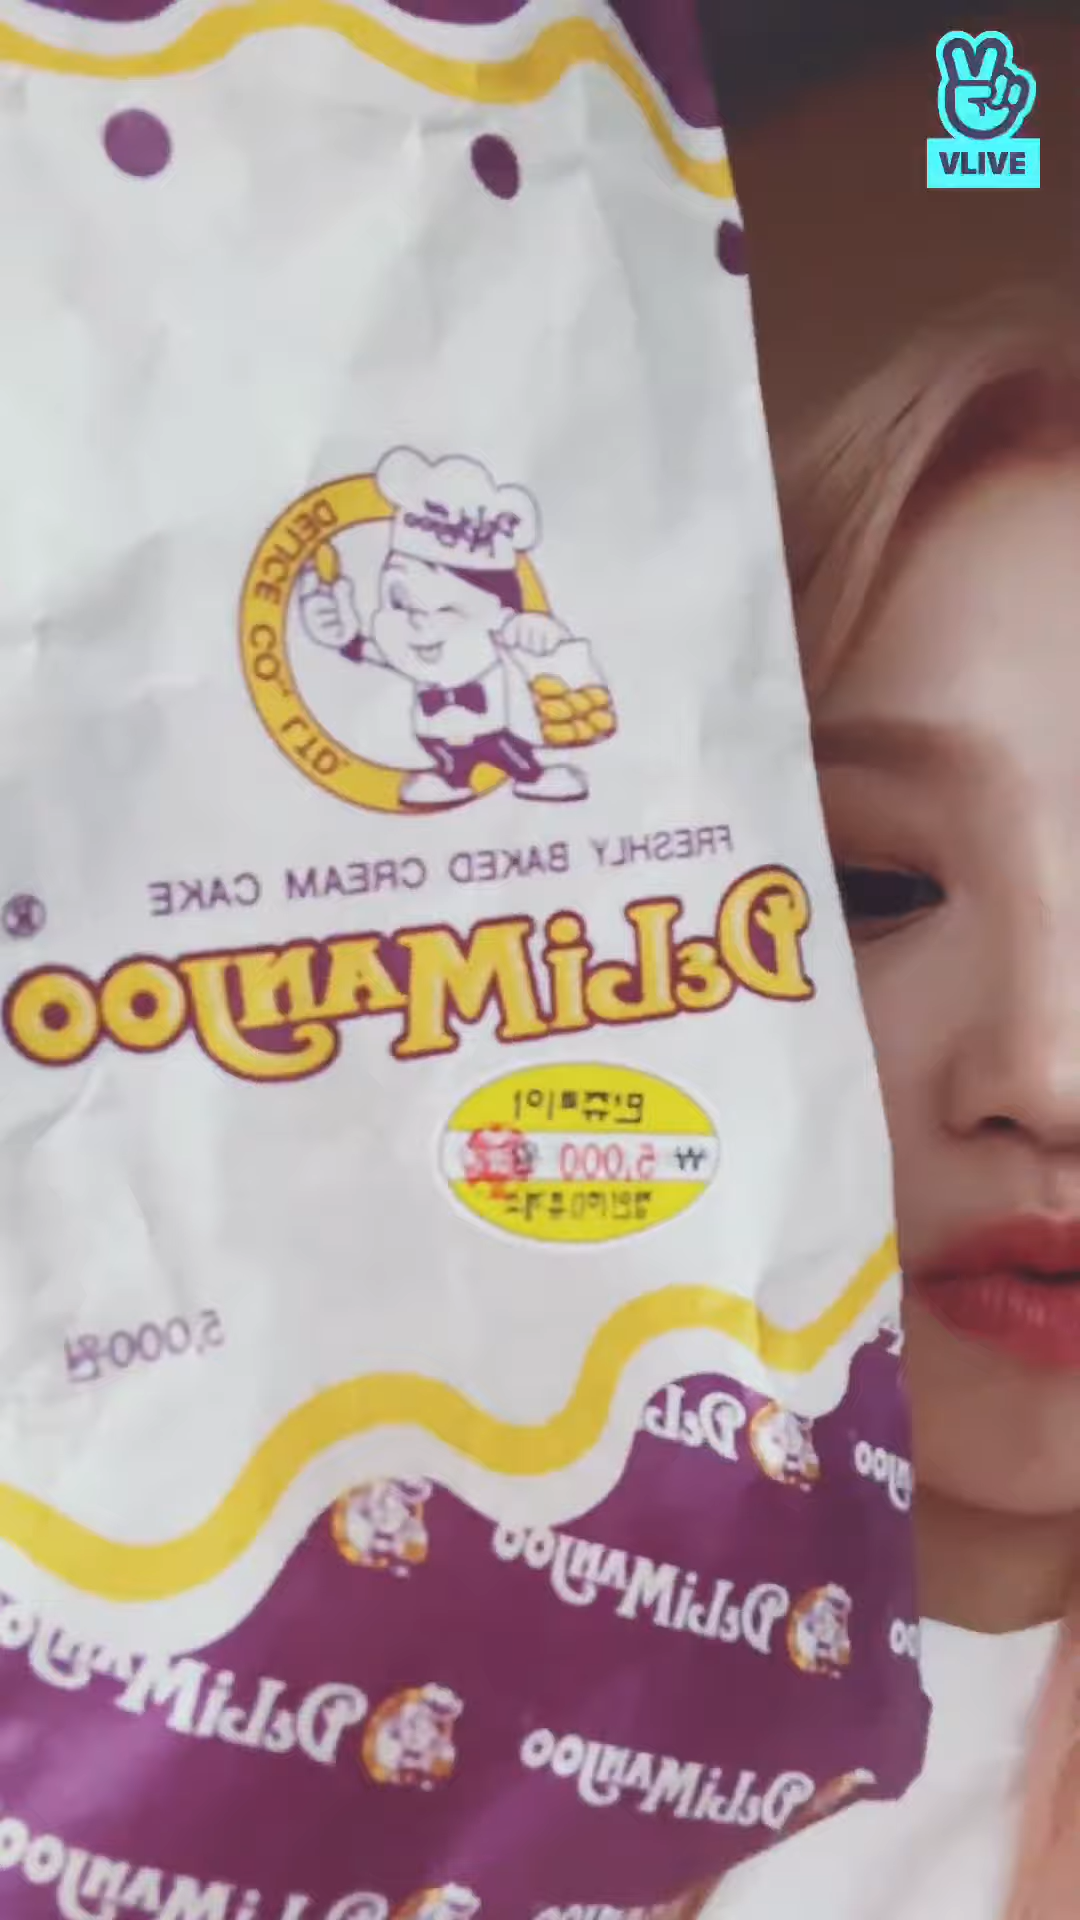 VLIVE
DELICE CO., LTD.
FRESHLY BAKED CREAM CAKE
DeliManjoo
®
₩ 5,000
5,000원
Deli
DeliManjoo
DeliManjoo
DeliManjoo